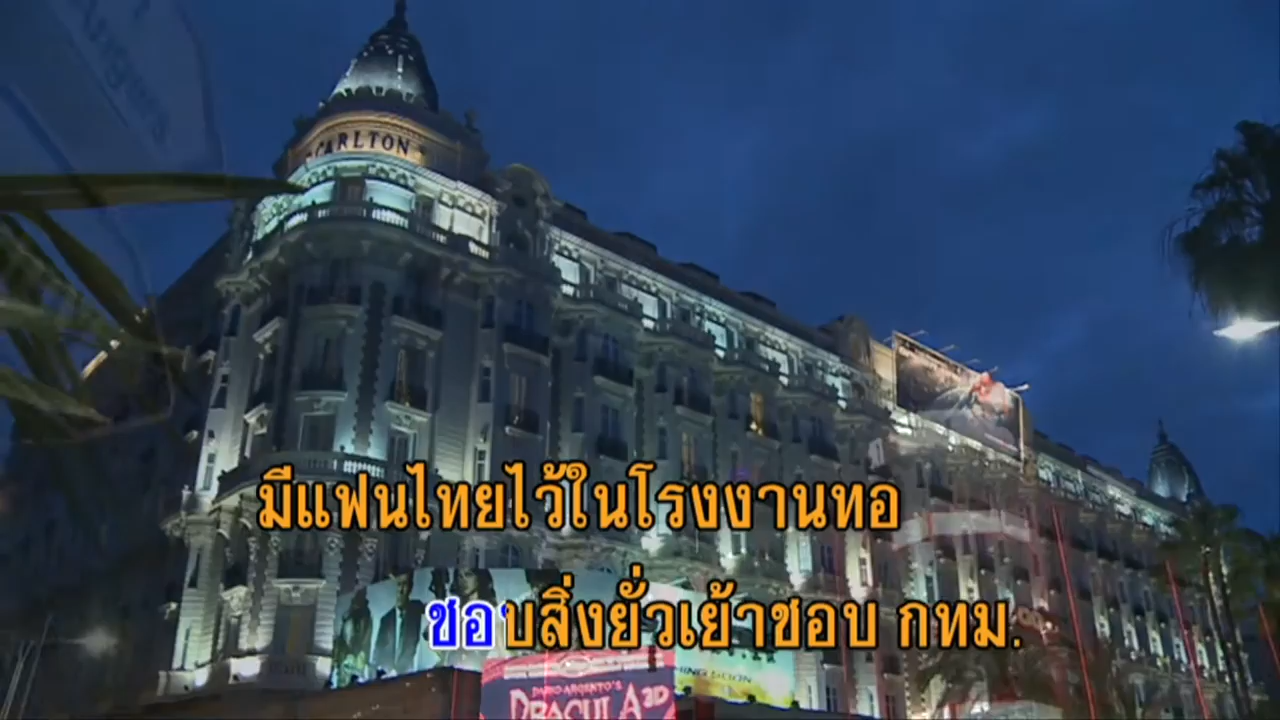 CARLTON
มีแฟนไทยไว้ในโรงงานทอ
ชอบสิ่งยั่วเย้าชอบ กทม.
DARIO ARGENTO'S
DRACULA 3D